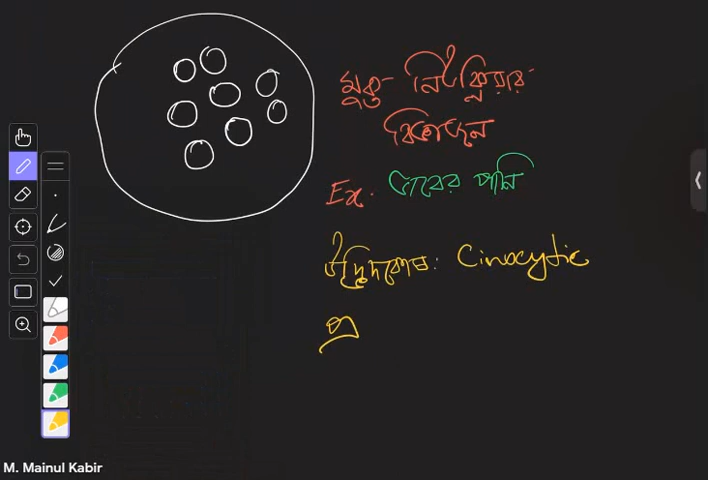 মুক্ত নিউক্লিয়ার
বিভাজন
Ex. ডাবের পানি
উদ্ভিদকোষ: Cinocytic
প্র
M. Mainul Kabir